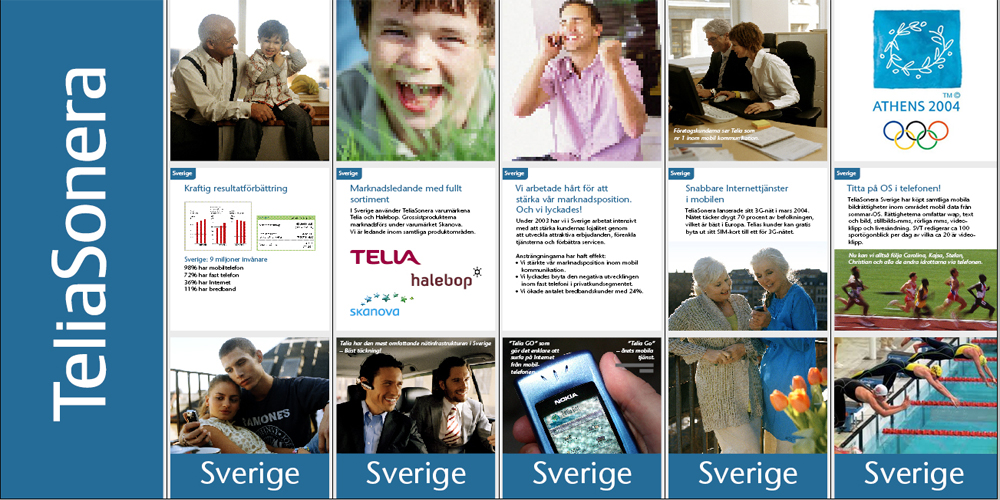 TeliaSonera
Sverige
Kraftig resultatförbättring
Sverige: 9 miljoner invånare
98% har mobiltelefon
72% har fast telefon
36% har Internet
11% har bredband
RAMONES
Sverige
Sverige
Marknadsledande med fullt
sortiment
I Sverige använder TeliaSonera varumärkena
Telia och Halebop. Grossistprodukterna
marknadsförs under varumärket Skanova.
Vi är ledande inom samtliga produktområden.
TELIA
halebop
skanova
Telia har den mest omfattande nätinfrastrukturen i Sverige
– Bäst täckning!
Sverige
Sverige
Vi arbetade hårt för att
stärka vår marknadsposition.
Och vi lyckades!
Under 2003 har vi i Sverige arbetat intensivt
med att stärka kundernas lojalitet genom
att utveckla attraktiva erbjudanden, förenkla
tjänsterna och förbättra services.
Ansträngningarna har haft effekt:
• Vi stärkte vår marknadsposition inom mobil
kommunikation.
• Vi lyckades bryta den negativa utvecklingen
inom fast telefoni i privatkundsegmentet.
• Vi ökade antalet bredbandskunder med 24%.
"Telia GO" som
gör det enklare att
surfa på Internet
från mobil-
telefonen.
"Telia Go"
– årets mobila
tjänst.
NOKIA
Sverige
Företagskunderna ser Telia som
nr 1 inom mobil kommunikation.
Sverige
Snabbare Internettjänster
i mobilen
TeliaSonera lancerade sitt 3G-nät i mars 2004.
Nätet täcker drygt 70 procent av befolkningen,
vilket är bäst i Europa. Telias kunder kan gratis
byta ut sitt SIM-kort till ett för 3G-nätet.
Sverige
TM ©
ATHENS 2004
Sverige
Titta på OS i telefonen!
TeliaSonera Sverige har köpt samtliga mobila
bildrättigheter inom området mobil data från
sommar-OS. Rättigheterna omfattar wap, text
och bild, stillbilds-mms, rörliga mms, video-
klipp och livesändning. SVT redigerar ca 100
sportögonblick per dag av vilka ca 20 är video-
klipp.
Nu kan vi alltså följa Carolina, Kajsa, Stefan,
Christian och alla de andra idrottarna via telefonen.
Sverige